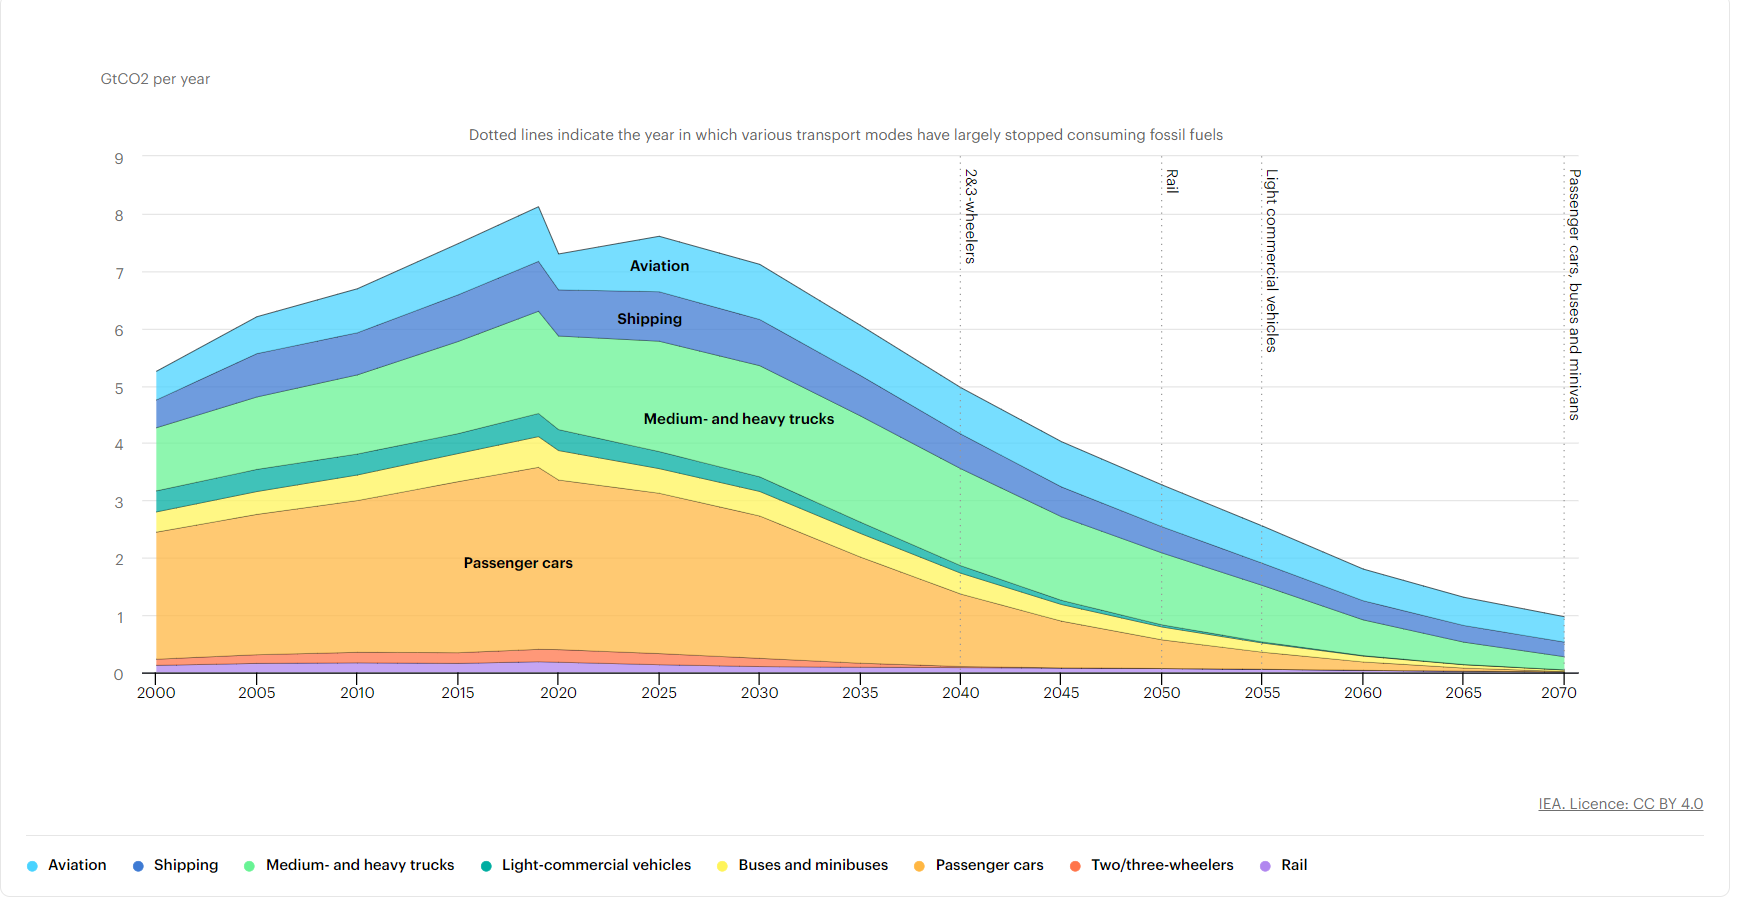 GtCO2 per year
Dotted lines indicate the year in which various transport modes have largely stopped consuming fossil fuels
9
8
7
6
5
4
3
2
1
0
2&3-wheelers
Rail
Light commercial vehicles
Passenger cars, buses and minivans
Aviation
Shipping
Medium- and heavy trucks
Passenger cars
2000 2005 2010 2015 2020 2025 2030 2035 2040 2045 2050 2055 2060 2065 2070
IEA. Licence: CC BY 4.0
Aviation Shipping Medium- and heavy trucks Light-commercial vehicles Buses and minibuses Passenger cars Two/three-wheelers Rail